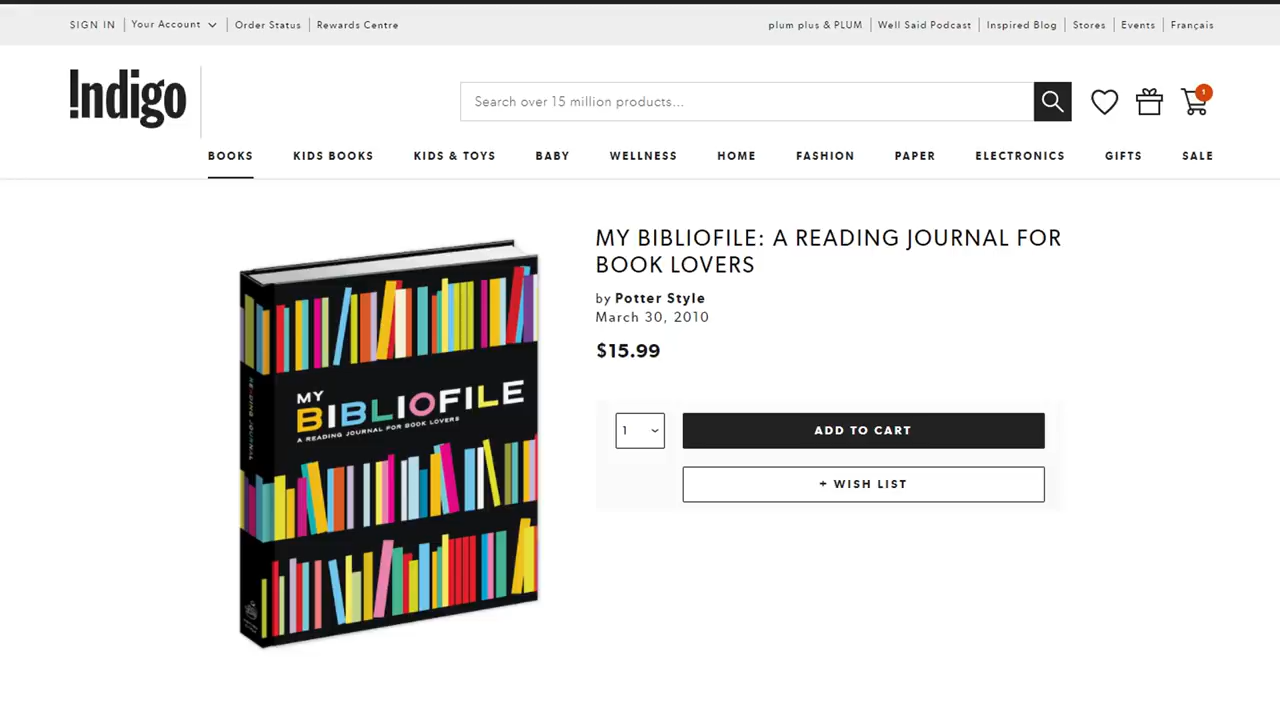 SIGN IN
Your Account
Order Status
Rewards Centre
plum plus & PLUM
Well Said Podcast
Inspired Blog
Stores
Events
Français
!ndigo
Search over 15 million products...
1
BOOKS
KIDS BOOKS
KIDS & TOYS
BABY
WELLNESS
HOME
FASHION
PAPER
ELECTRONICS
GIFTS
SALE
MY BIBLIOFILE: A READING JOURNAL FOR
BOOK LOVERS
by Potter Style
March 30, 2010
$15.99
1
ADD TO CART
+ WISH LIST
READING JOURNAL
MY
BIBLIOFILE
A READING JOURNAL FOR BOOK LOVERS